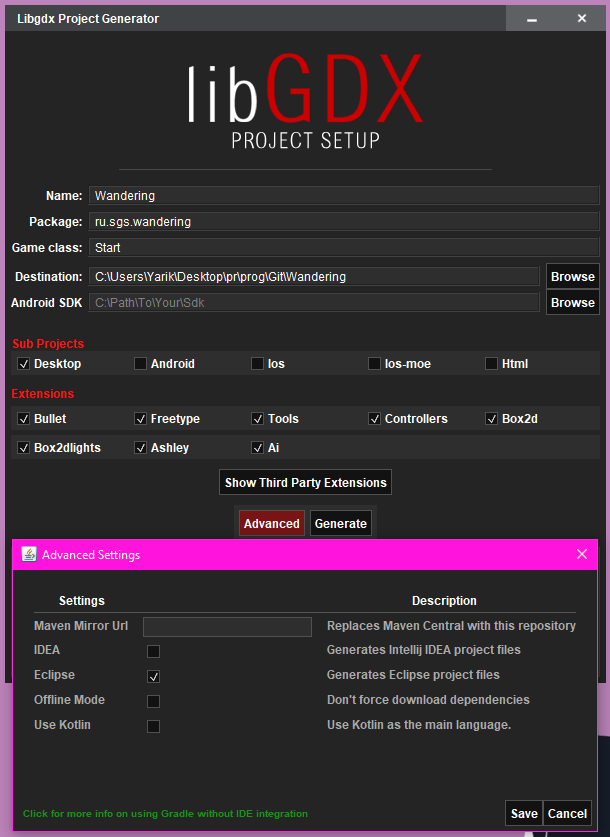 Libgdx Project Generator
libGDX
PROJECT SETUP
Name: Wandering
Package: ru.sgs.wandering
Game class: Start
Destination: C:\Users\Yarik\Desktop\pr\prog\Git\Wandering Browse
Android SDK C:\Path\To\Your\Sdk Browse
Sub Projects
Desktop Android Ios Ios-moe Html
Extensions
Bullet Freetype Tools Controllers Box2d
Box2dlights Ashley Ai
Show Third Party Extensions
Advanced Generate
Advanced Settings
Settings Description
Maven Mirror Url Replaces Maven Central with this repository
IDEA Generates Intellij IDEA project files
Eclipse Generates Eclipse project files
Offline Mode Don't force download dependencies
Use Kotlin Use Kotlin as the main language.
Click for more info on using Gradle without IDE integration Save Cancel